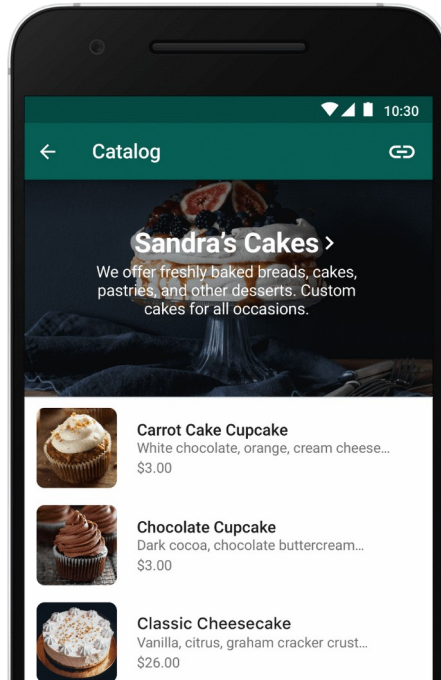 10:30
Catalog
Sandra's Cakes
We offer freshly baked breads, cakes,
pastries, and other desserts. Custom
cakes for all occasions.
Carrot Cake Cupcake
White chocolate, orange, cream cheese...
$3.00
Chocolate Cupcake
Dark cocoa, chocolate buttercream...
$3.00
Classic Cheesecake
Vanilla, citrus, graham cracker crust...
$26.00